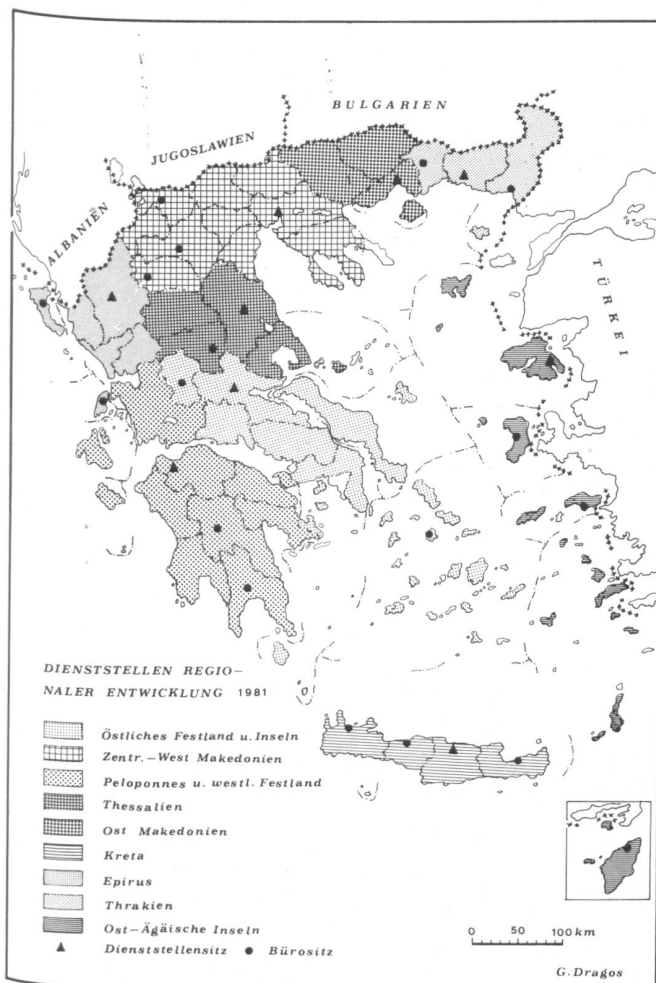 BULGARIEN
JUGOSLAWIEN
ALBANIEN
TÜRKEI
DIENSTSTELLEN REGIO–
NALER ENTWICKLUNG 1981
Östliches Festland u. Inseln
Zentr.–West Makedonien
Peloponnes u. westl. Festland
Thessalien
Ost Makedonien
Kreta
Epirus
Thrakien
Ost–Ägäische Inseln
Dienststellensitz Bürositz
0 50 100 km
G. Dragos